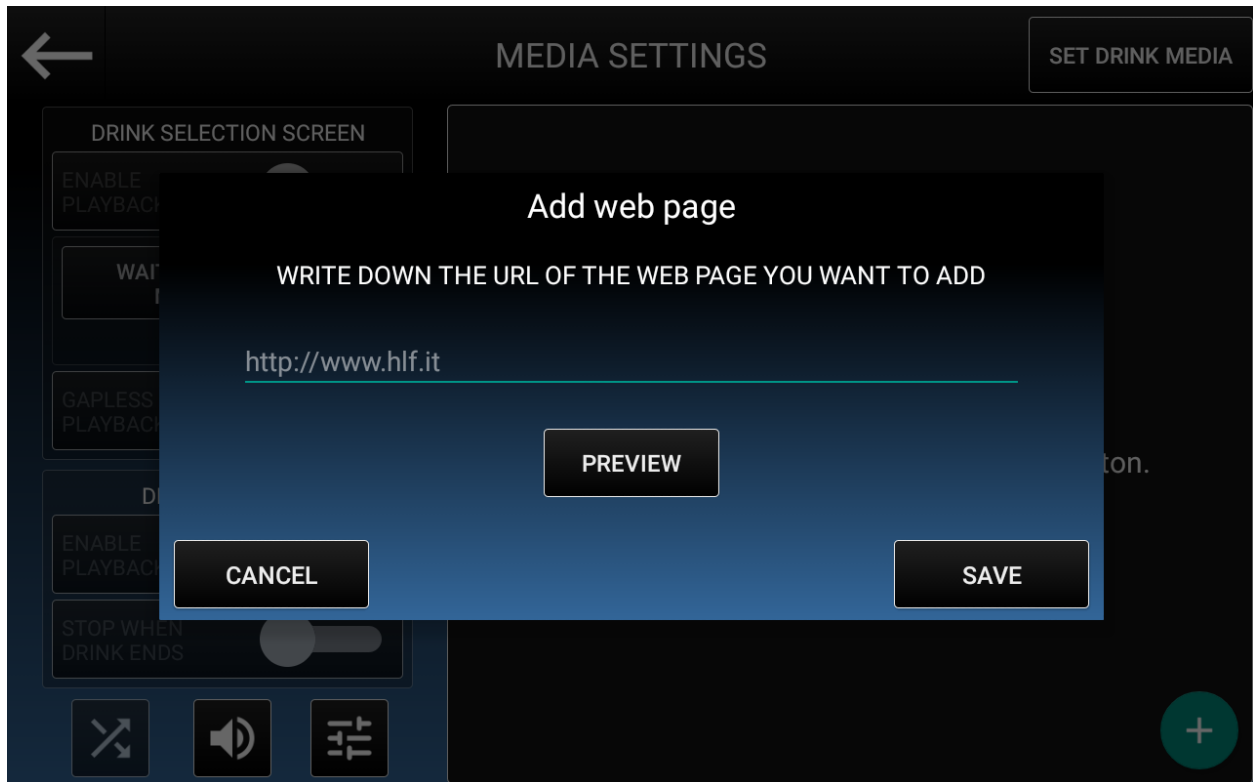 MEDIA SETTINGS
SET DRINK MEDIA
DRINK SELECTION SCREEN
ENABLE
PLAYBACK
Add web page
WRITE DOWN THE URL OF THE WEB PAGE YOU WANT TO ADD
http://www.hlf.it
GAPLESS
PLAYBACK
PREVIEW
ton.
ENABLE
PLAYBAC
CANCEL
SAVE
STOP WHEN
DRINK ENDS